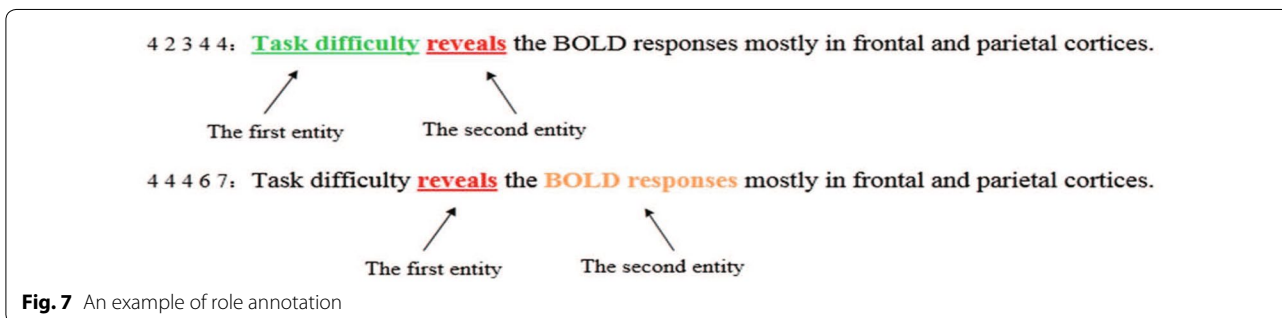 4 2 3 4 4: Task difficulty reveals the BOLD responses mostly in frontal and parietal cortices.
The first entity The second entity
4 4 4 6 7: Task difficulty reveals the BOLD responses mostly in frontal and parietal cortices.
The first entity The second entity
Fig. 7 An example of role annotation